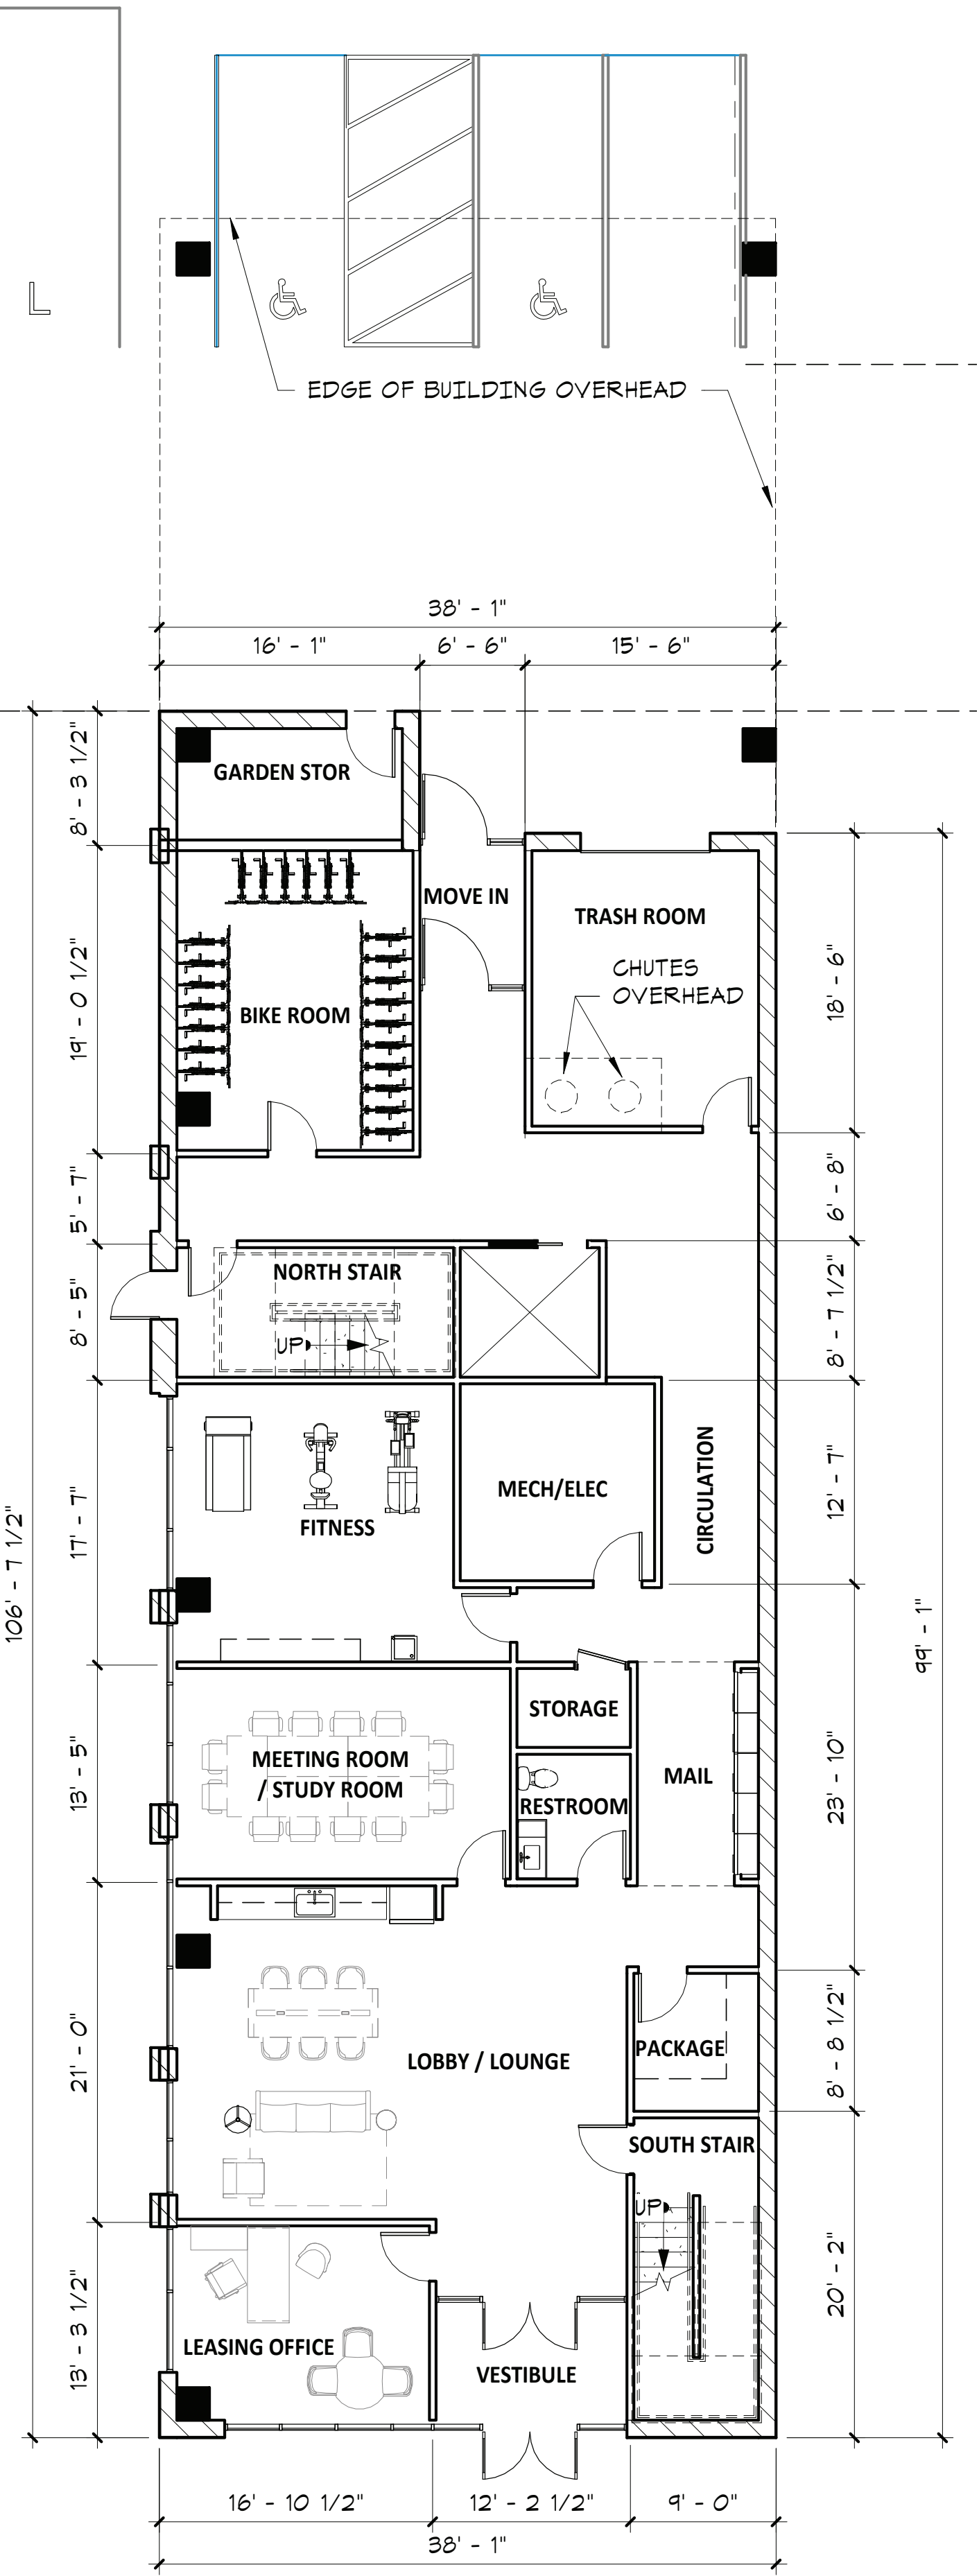 L
EDGE OF BUILDING OVERHEAD
38' - 1"
16' - 1"
6' - 6"
15' - 6"
8' - 3 1/2"
GARDEN STOR
MOVE IN
TRASH ROOM
CHUTES
OVERHEAD
19' - 0 1/2"
BIKE ROOM
18' - 6"
5' - 7"
6' - 8"
8' - 5"
NORTH STAIR
UP
8' - 7 1/2"
106' - 7 1/2"
17' - 7"
FITNESS
MECH/ELEC
CIRCULATION
12' - 7"
99' - 1"
13' - 5"
MEETING ROOM
/ STUDY ROOM
STORAGE
RESTROOM
MAIL
23' - 10"
21' - 0"
LOBBY / LOUNGE
PACKAGE
8' - 8 1/2"
SOUTH STAIR
UP
20' - 2"
13' - 3 1/2"
LEASING OFFICE
VESTIBULE
16' - 10 1/2"
12' - 2 1/2"
9' - 0"
38' - 1"